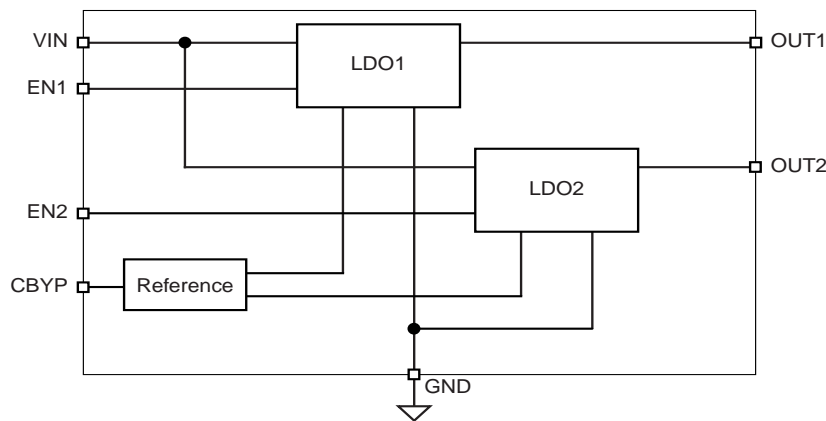 VIN
OUT1
LDO1
EN1
OUT2
LDO2
EN2
CBYP
Reference
GND